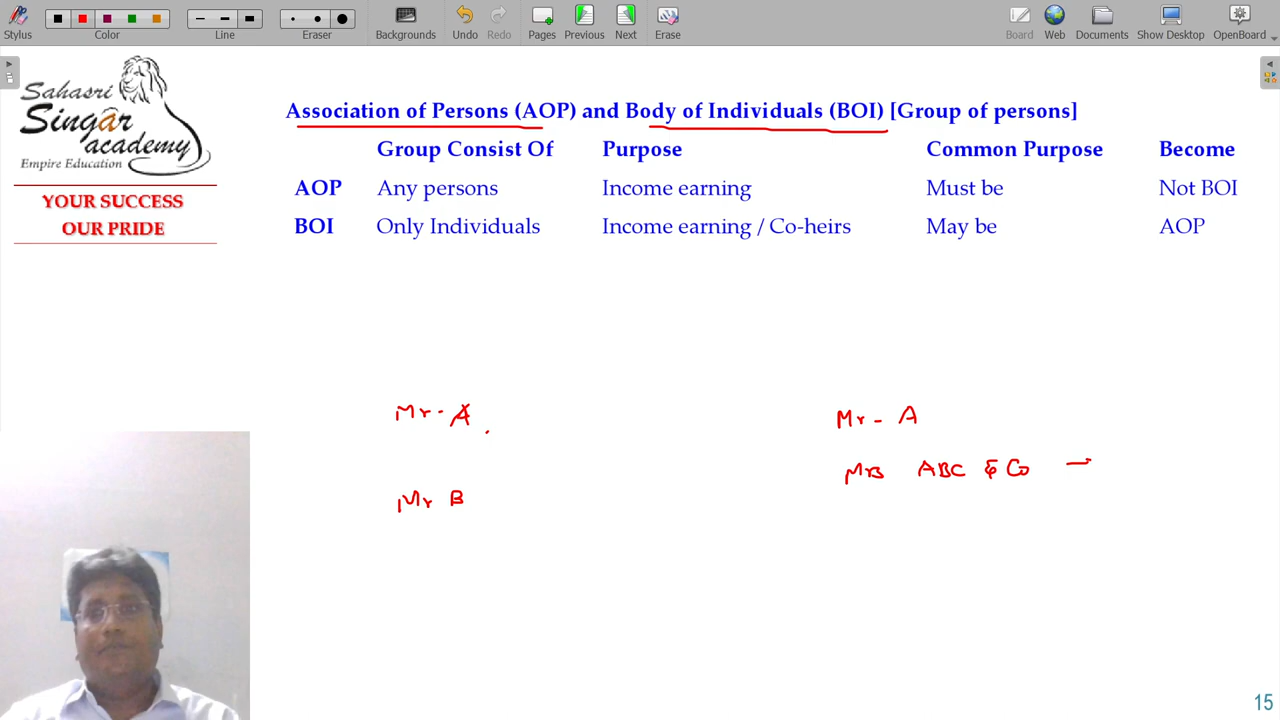 Stylus Color Line Eraser Backgrounds Undo Redo Pages Previous Next Erase Board Web Documents Show Desktop OpenBoard
Sahasri
Singar
academy
Empire Education
YOUR SUCCESS
OUR PRIDE
Association of Persons (AOP) and Body of Individuals (BOI) [Group of persons]
Group Consist Of Purpose Common Purpose Become
AOP Any persons Income earning Must be Not BOI
BOI Only Individuals Income earning / Co-heirs May be AOP
Mr - A Mr - A
Mrs ABC & Co
Mr B
15